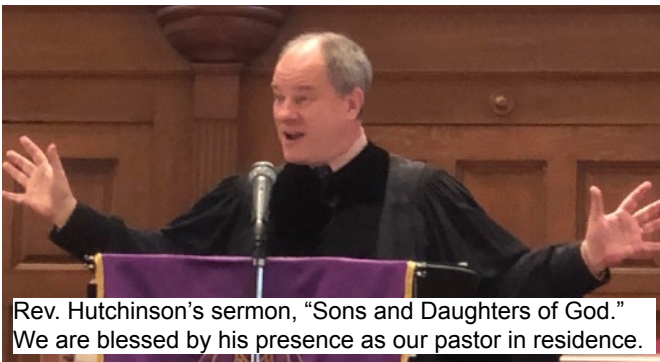 Rev. Hutchinson’s sermon, “Sons and Daughters of God.”
We are blessed by his presence as our pastor in residence.